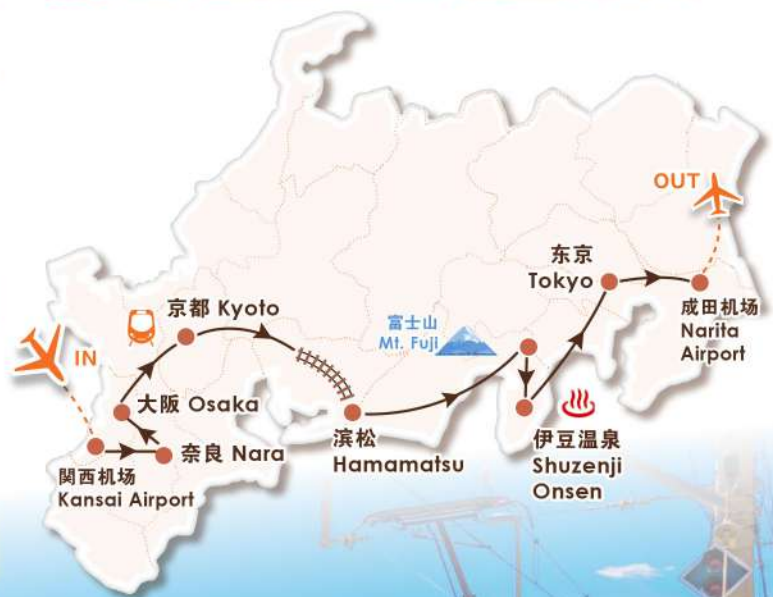 OUT
东京
Tokyo
成田机场
Narita
Airport
京都 Kyoto
富士山
Mt. Fuji
IN
大阪 Osaka
滨松
Hamamatsu
伊豆温泉
Shuzenji
Onsen
奈良 Nara
関西机场
Kansai Airport